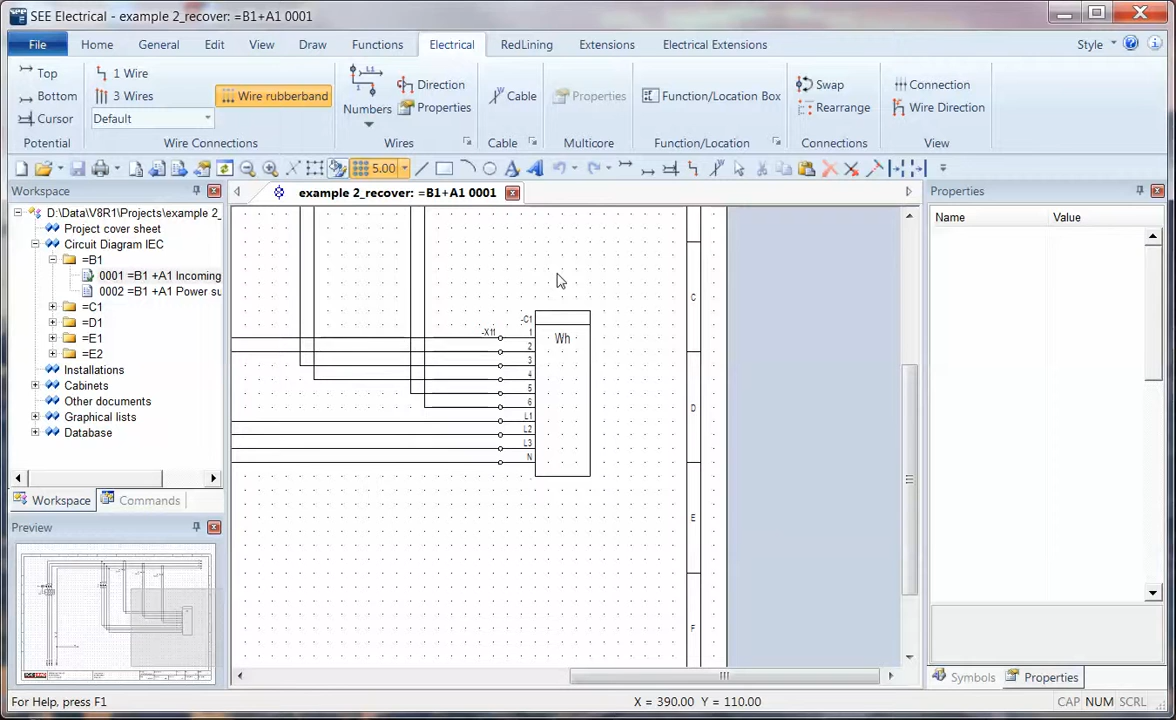 SEE Electrical - example 2_recover: =B1+A1 0001
File Home General Edit View Draw Functions Electrical RedLining Extensions Electrical Extensions Style
Top 1 Wire Direction Swap Connection
Bottom 3 Wires Wire rubberband Numbers Properties Cable Properties Function/Location Box Rearrange Wire Direction
Cursor Default
Potential Wire Connections Wires Cable Multicore Function/Location Connections View
5.00
Workspace
example 2_recover: =B1+A1 0001
Properties
Name Value
D:\Data\V8R1\Projects\example 2_
Project cover sheet
Circuit Diagram IEC
=B1
0001 =B1 +A1 Incoming
0002 =B1 +A1 Power su
=C1
=D1
=E1
=E2
Installations
Cabinets
Other documents
Graphical lists
Database
Workspace Commands
Preview
C
D
E
F
-C1
-X11
1
2
3
4
5
6
L1
L2
L3
N
Wh
Symbols Properties
For Help, press F1
X = 390.00 Y = 110.00
CAP NUM SCRL